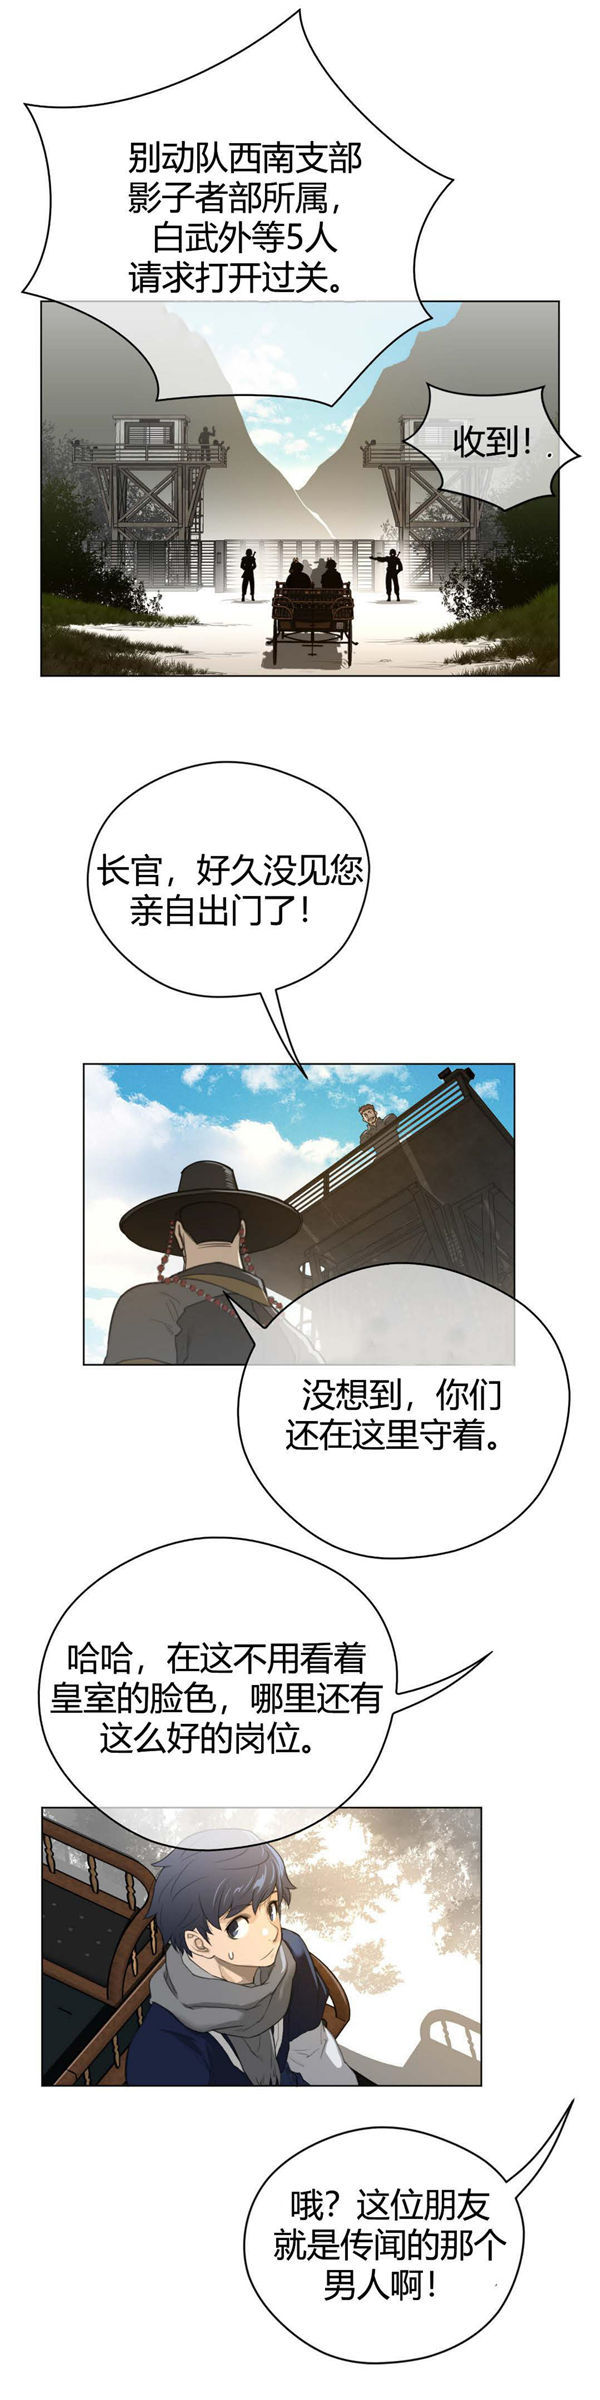 别动队西南支部
影子者部所属，
白武外等5人
请求打开过关。
收到！
长官，好久没见您
亲自出门了！
没想到，你们
还在这里守着。
哈哈，在这不用看着
皇室的脸色，哪里还有
这么好的岗位。
哦？这位朋友
就是传闻的那个
男人啊！